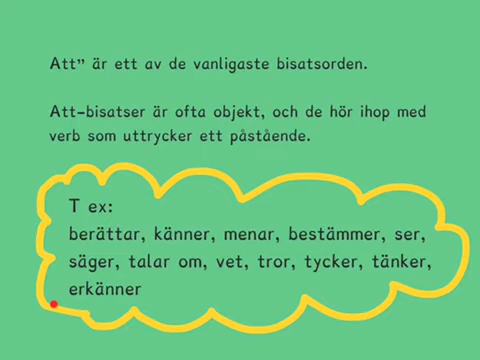 Att” är ett av de vanligaste bisatsorden.
Att-bisatser är ofta objekt, och de hör ihop med
verb som uttrycker ett påstående.
T ex:
berättar, känner, menar, bestämmer, ser,
säger, talar om, vet, tror, tycker, tänker,
erkänner